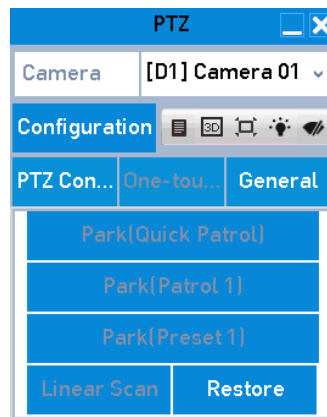 PTZ
Camera [D1] Camera 01
Configuration 3D
PTZ Con... One-tou... General
Park(Quick Patrol)
Park(Patrol 1)
Park(Preset 1)
Linear Scan Restore